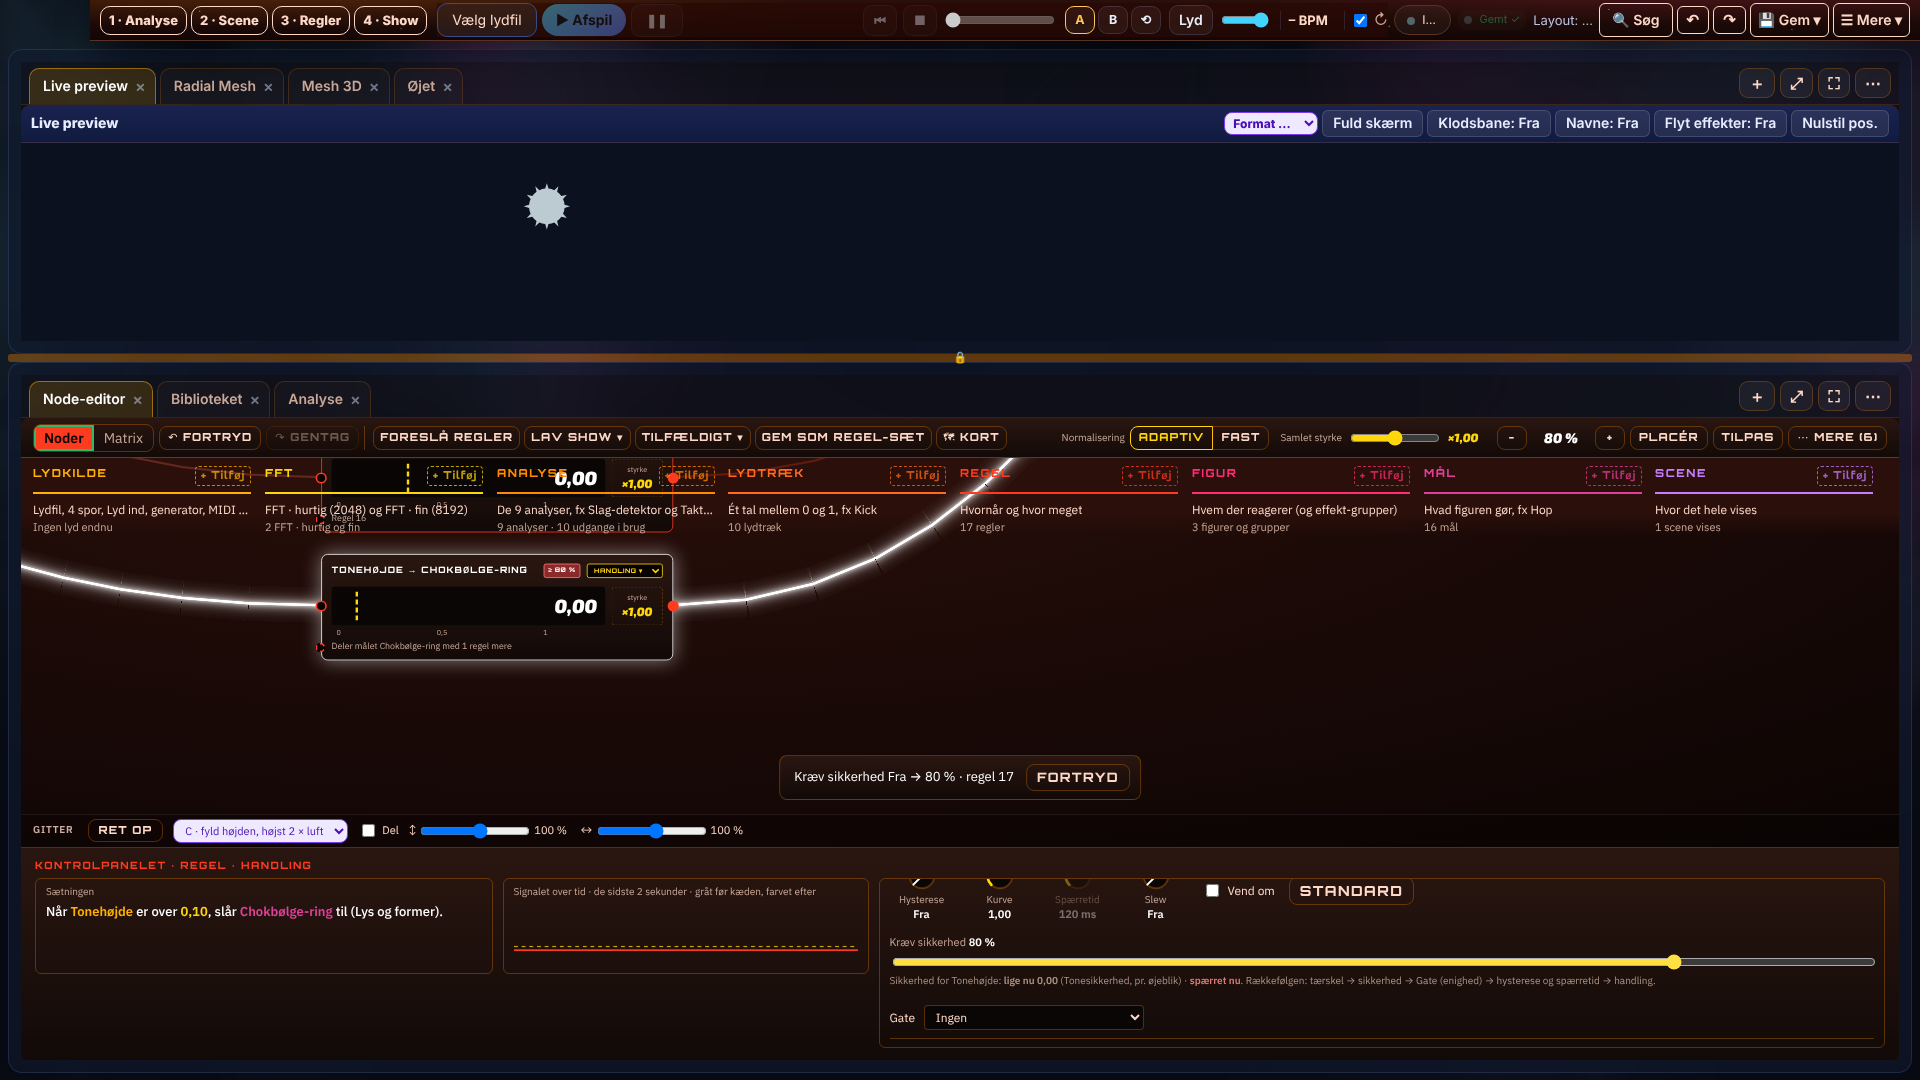 1 · Analyse 2 · Scene 3 · Regler 4 · Show Vælg lydfil ▶ Afspil A B Lyd – BPM I... Gemt ✓ Layout: ... Søg Gem ▾ ☰ Mere ▾
Live preview × Radial Mesh × Mesh 3D × Øjet ×
Live preview Format ... Fuld skærm Klodsbane: Fra Navne: Fra Flyt effekter: Fra Nulstil pos.
Node-editor × Biblioteket × Analyse ×
Noder Matrix ↶ FORTRYD ↷ GENTAG FORESLÅ REGLER LAV SHOW ▾ TILFÆLDIGT ▾ GEM SOM REGEL-SÆT KORT Normalisering ADAPTIV FAST Samlet styrke ×1,00 − 80 % + PLACÉR TILPAS ··· MERE (6)
LYDKILDE + Tilføj FFT + Tilføj ANALYSE + Tilføj LYDTRÆK + Tilføj REGEL + Tilføj FIGUR + Tilføj MÅL + Tilføj SCENE + Tilføj
0,00 styrke ×1,00
Lydfil, 4 spor, Lyd ind, generator, MIDI ... FFT · hurtig (2048) og FFT · fin (8192) De 9 analyser, fx Slag-detektor og Takt... Ét tal mellem 0 og 1, fx Kick Hvornår og hvor meget Hvem der reagerer (og effekt-grupper) Hvad figuren gør, fx Hop Hvor det hele vises
Regel 16
Ingen lyd endnu 2 FFT · hurtig og fin 9 analyser · 10 udgange i brug 10 lydtræk 17 regler 3 figurer og grupper 16 mål 1 scene vises
TONEHØJDE → CHOKBØLGE-RING ≥ 80 % HANDLING ▾
0,00 styrke ×1,00
0 0,5 1
Deler målet Chokbølge-ring med 1 regel mere
Kræv sikkerhed Fra → 80 % · regel 17 FORTRYD
GITTER RET OP C · fyld højden, højst 2 × luft Del ↕ 100 % ↔ 100 %
KONTROLPANELET · REGEL · HANDLING
Sætningen
Når Tonehøjde er over 0,10, slår Chokbølge-ring til (Lys og former).
Signalet over tid · de sidste 2 sekunder · gråt før kæden, farvet efter
Hysterese Kurve Spærretid Slew Vend om STANDARD
Fra 1,00 120 ms Fra
Kræv sikkerhed 80 %
Sikkerhed for Tonehøjde: lige nu 0,00 (Tonesikkerhed, pr. øjeblik) · spærret nu. Rækkefølgen: tærskel → sikkerhed → Gate (enighed) → hysterese og spærretid → handling.
Gate Ingen